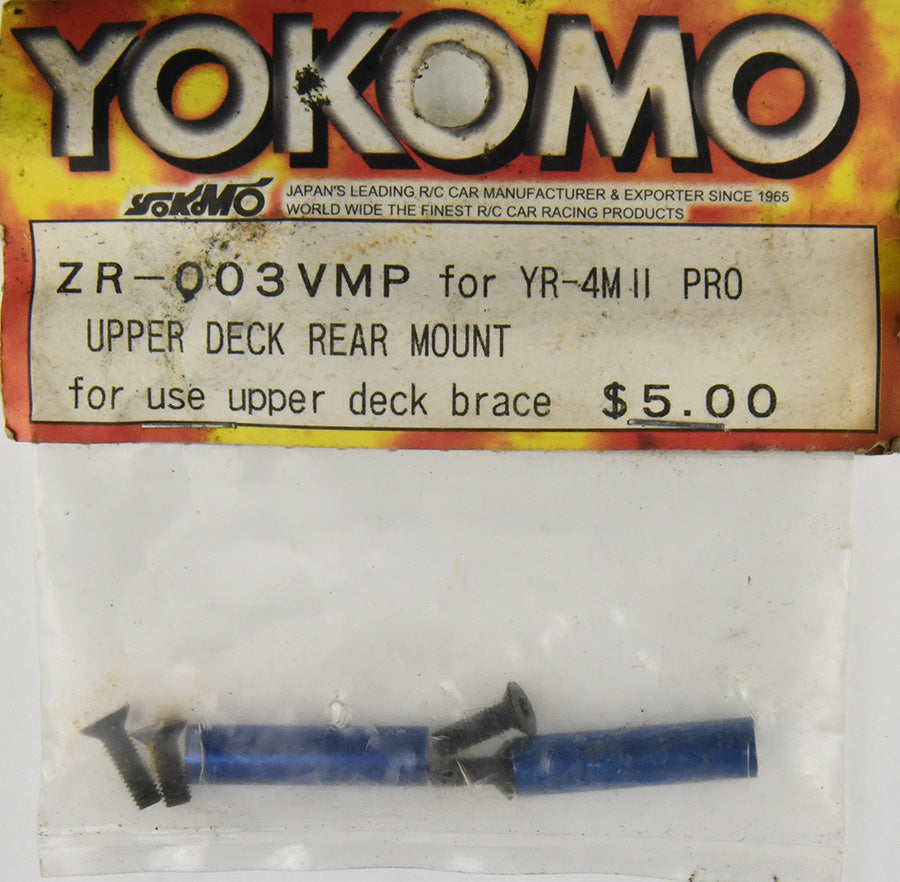 YOKOMO
YOKOMO JAPAN'S LEADING R/C CAR MANUFACTURER & EXPORTER SINCE 1965
WORLD WIDE THE FINEST R/C CAR RACING PRODUCTS
ZR-003VMP for YR-4MII PRO
UPPER DECK REAR MOUNT
for use upper deck brace $5.00